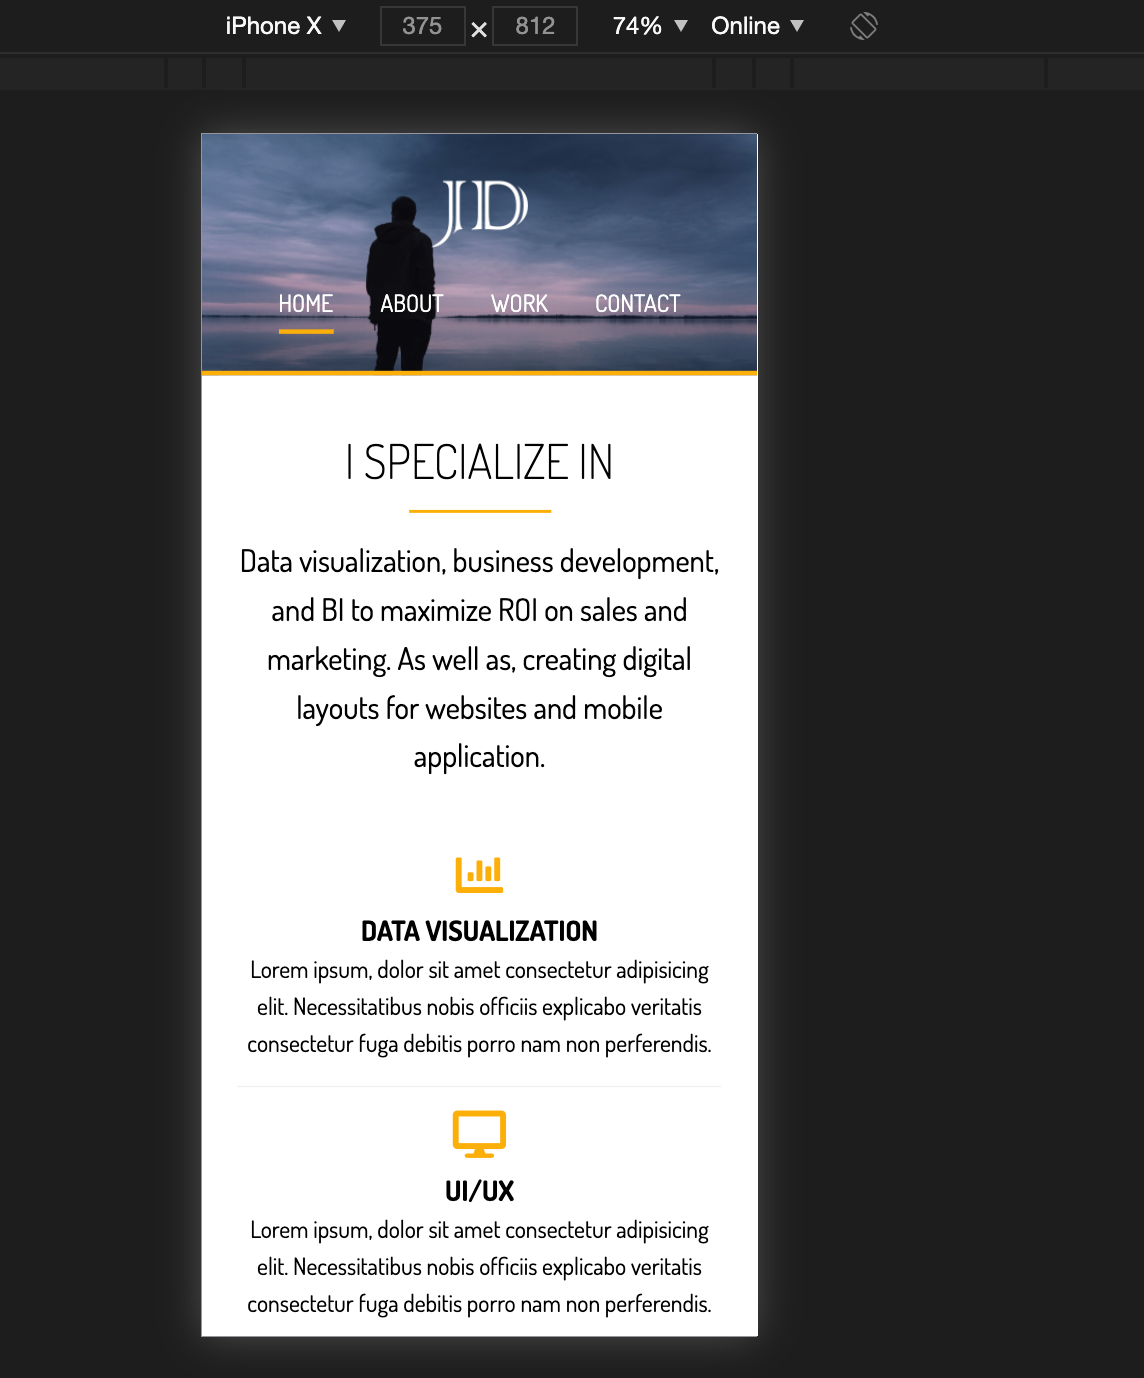 iPhone X ▼ 375 × 812 74% ▼ Online ▼
JD
HOME ABOUT WORK CONTACT
I SPECIALIZE IN
Data visualization, business development,
and BI to maximize ROI on sales and
marketing. As well as, creating digital
layouts for websites and mobile
application.
DATA VISUALIZATION
Lorem ipsum, dolor sit amet consectetur adipisicing
elit. Necessitatibus nobis officiis explicabo veritatis
consectetur fuga debitis porro nam non perferendis.
UI/UX
Lorem ipsum, dolor sit amet consectetur adipisicing
elit. Necessitatibus nobis officiis explicabo veritatis
consectetur fuga debitis porro nam non perferendis.